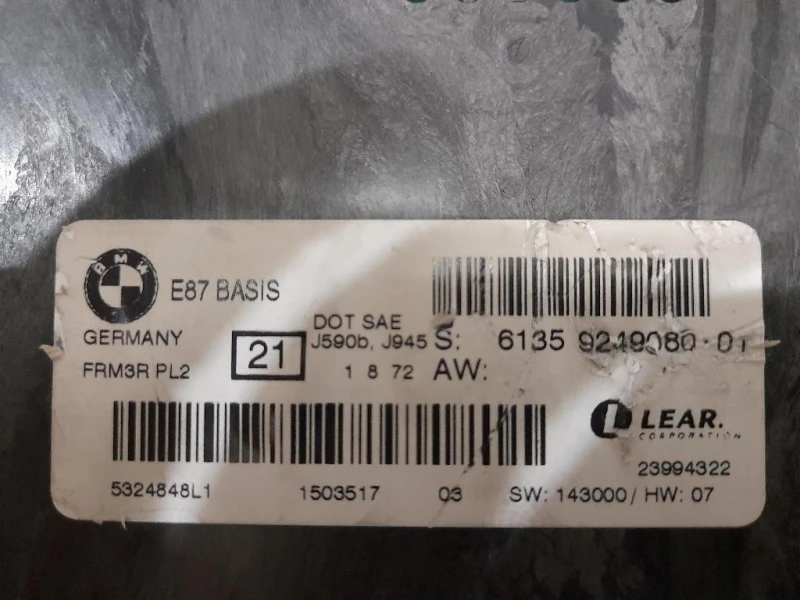 BMW
E87 BASIS
GERMANY
FRM3R PL2
21
DOT SAE
J590b, J945
1 8 72
S: 6135 9249080-01
AW:
LEAR.
CORPORATION
23994322
5324848L1 1503517 03 SW: 143000 / HW: 07